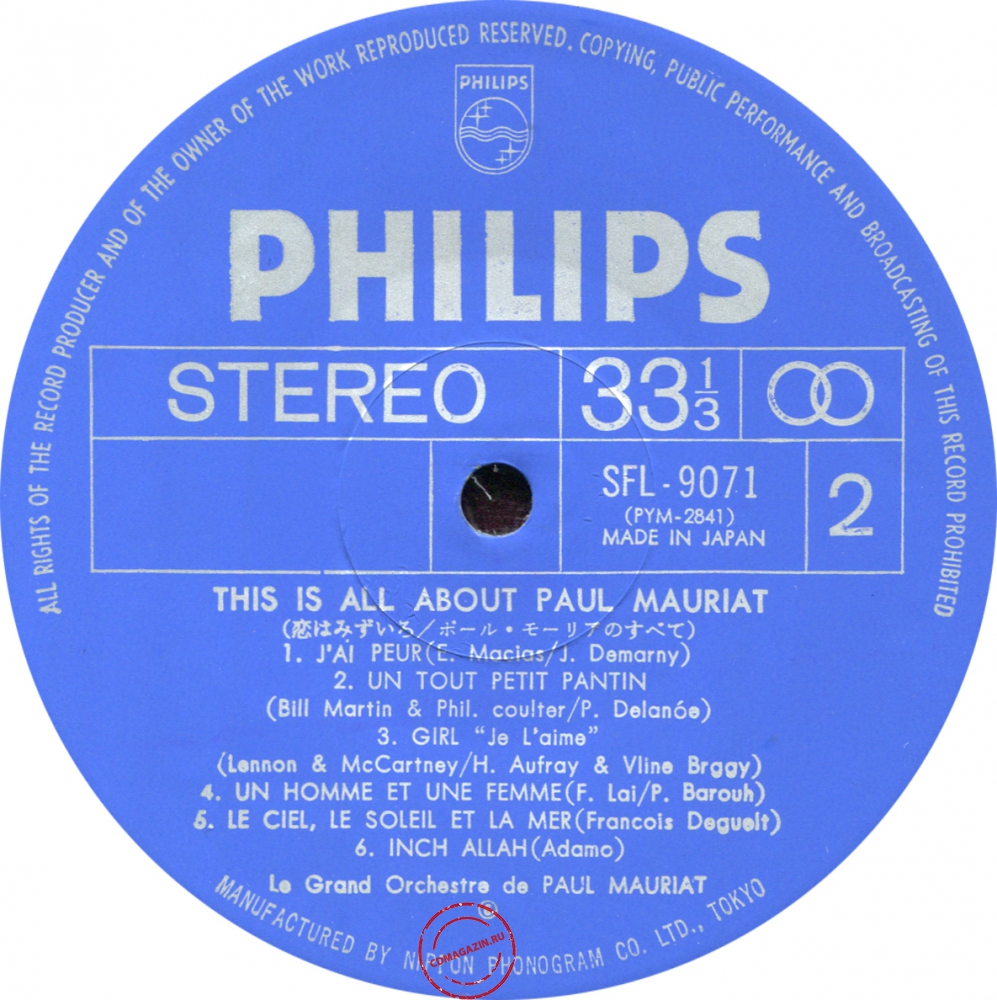 ALL RIGHTS OF THE RECORD PRODUCER AND OF THE OWNER OF THE WORK REPRODUCED RESERVED. COPYING, PUBLIC PERFORMANCE AND BROADCASTING OF THIS RECORD PROHIBITED
PHILIPS
PHILIPS
STEREO 33 1/3
SFL-9071
(PYM-2841)
MADE IN JAPAN
2
THIS IS ALL ABOUT PAUL MAURIAT
(恋はみずいろ/ポール・モーリアのすべて)
1. J'AI PEUR(E. Macias/J. Demarny)
2. UN TOUT PETIT PANTIN
(Bill Martin & Phil. coulter/P. Delanóe)
3. GIRL "Je L'aime"
(Lennon & McCartney/H. Aufray & Vline Brggy)
4. UN HOMME ET UNE FEMME(F. Lai/P. Barouh)
5. LE CIEL, LE SOLEIL ET LA MER(Francois Deguelt)
6. INCH ALLAH(Adamo)
Le Grand Orchestre de PAUL MAURIAT
©
MANUFACTURED BY NIPPON PHONOGRAM CO. LTD., TOKYO
CDMAGAZIN.RU